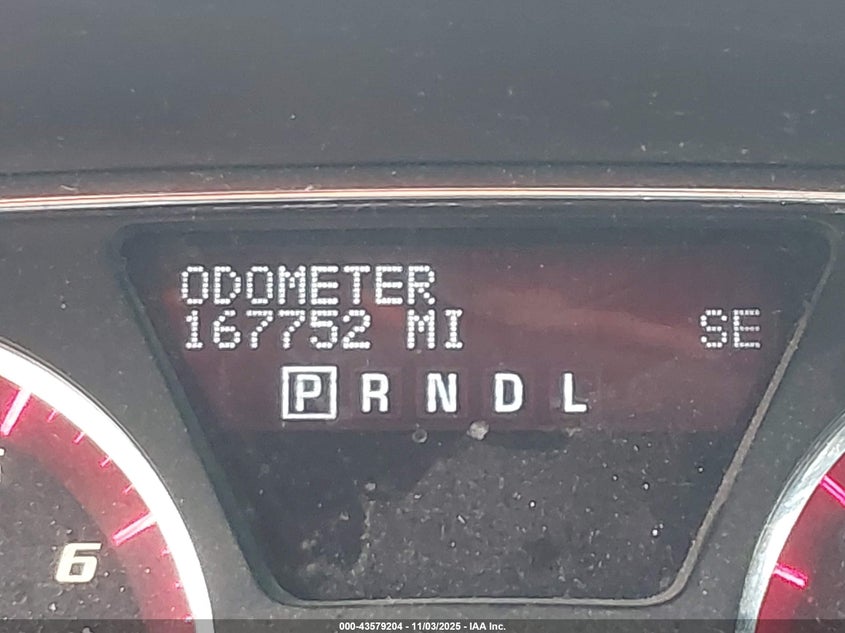 ODOMETER
167752 MI SE
P R N D L
6
000-43579204 - 11/03/2025 - IAA Inc.